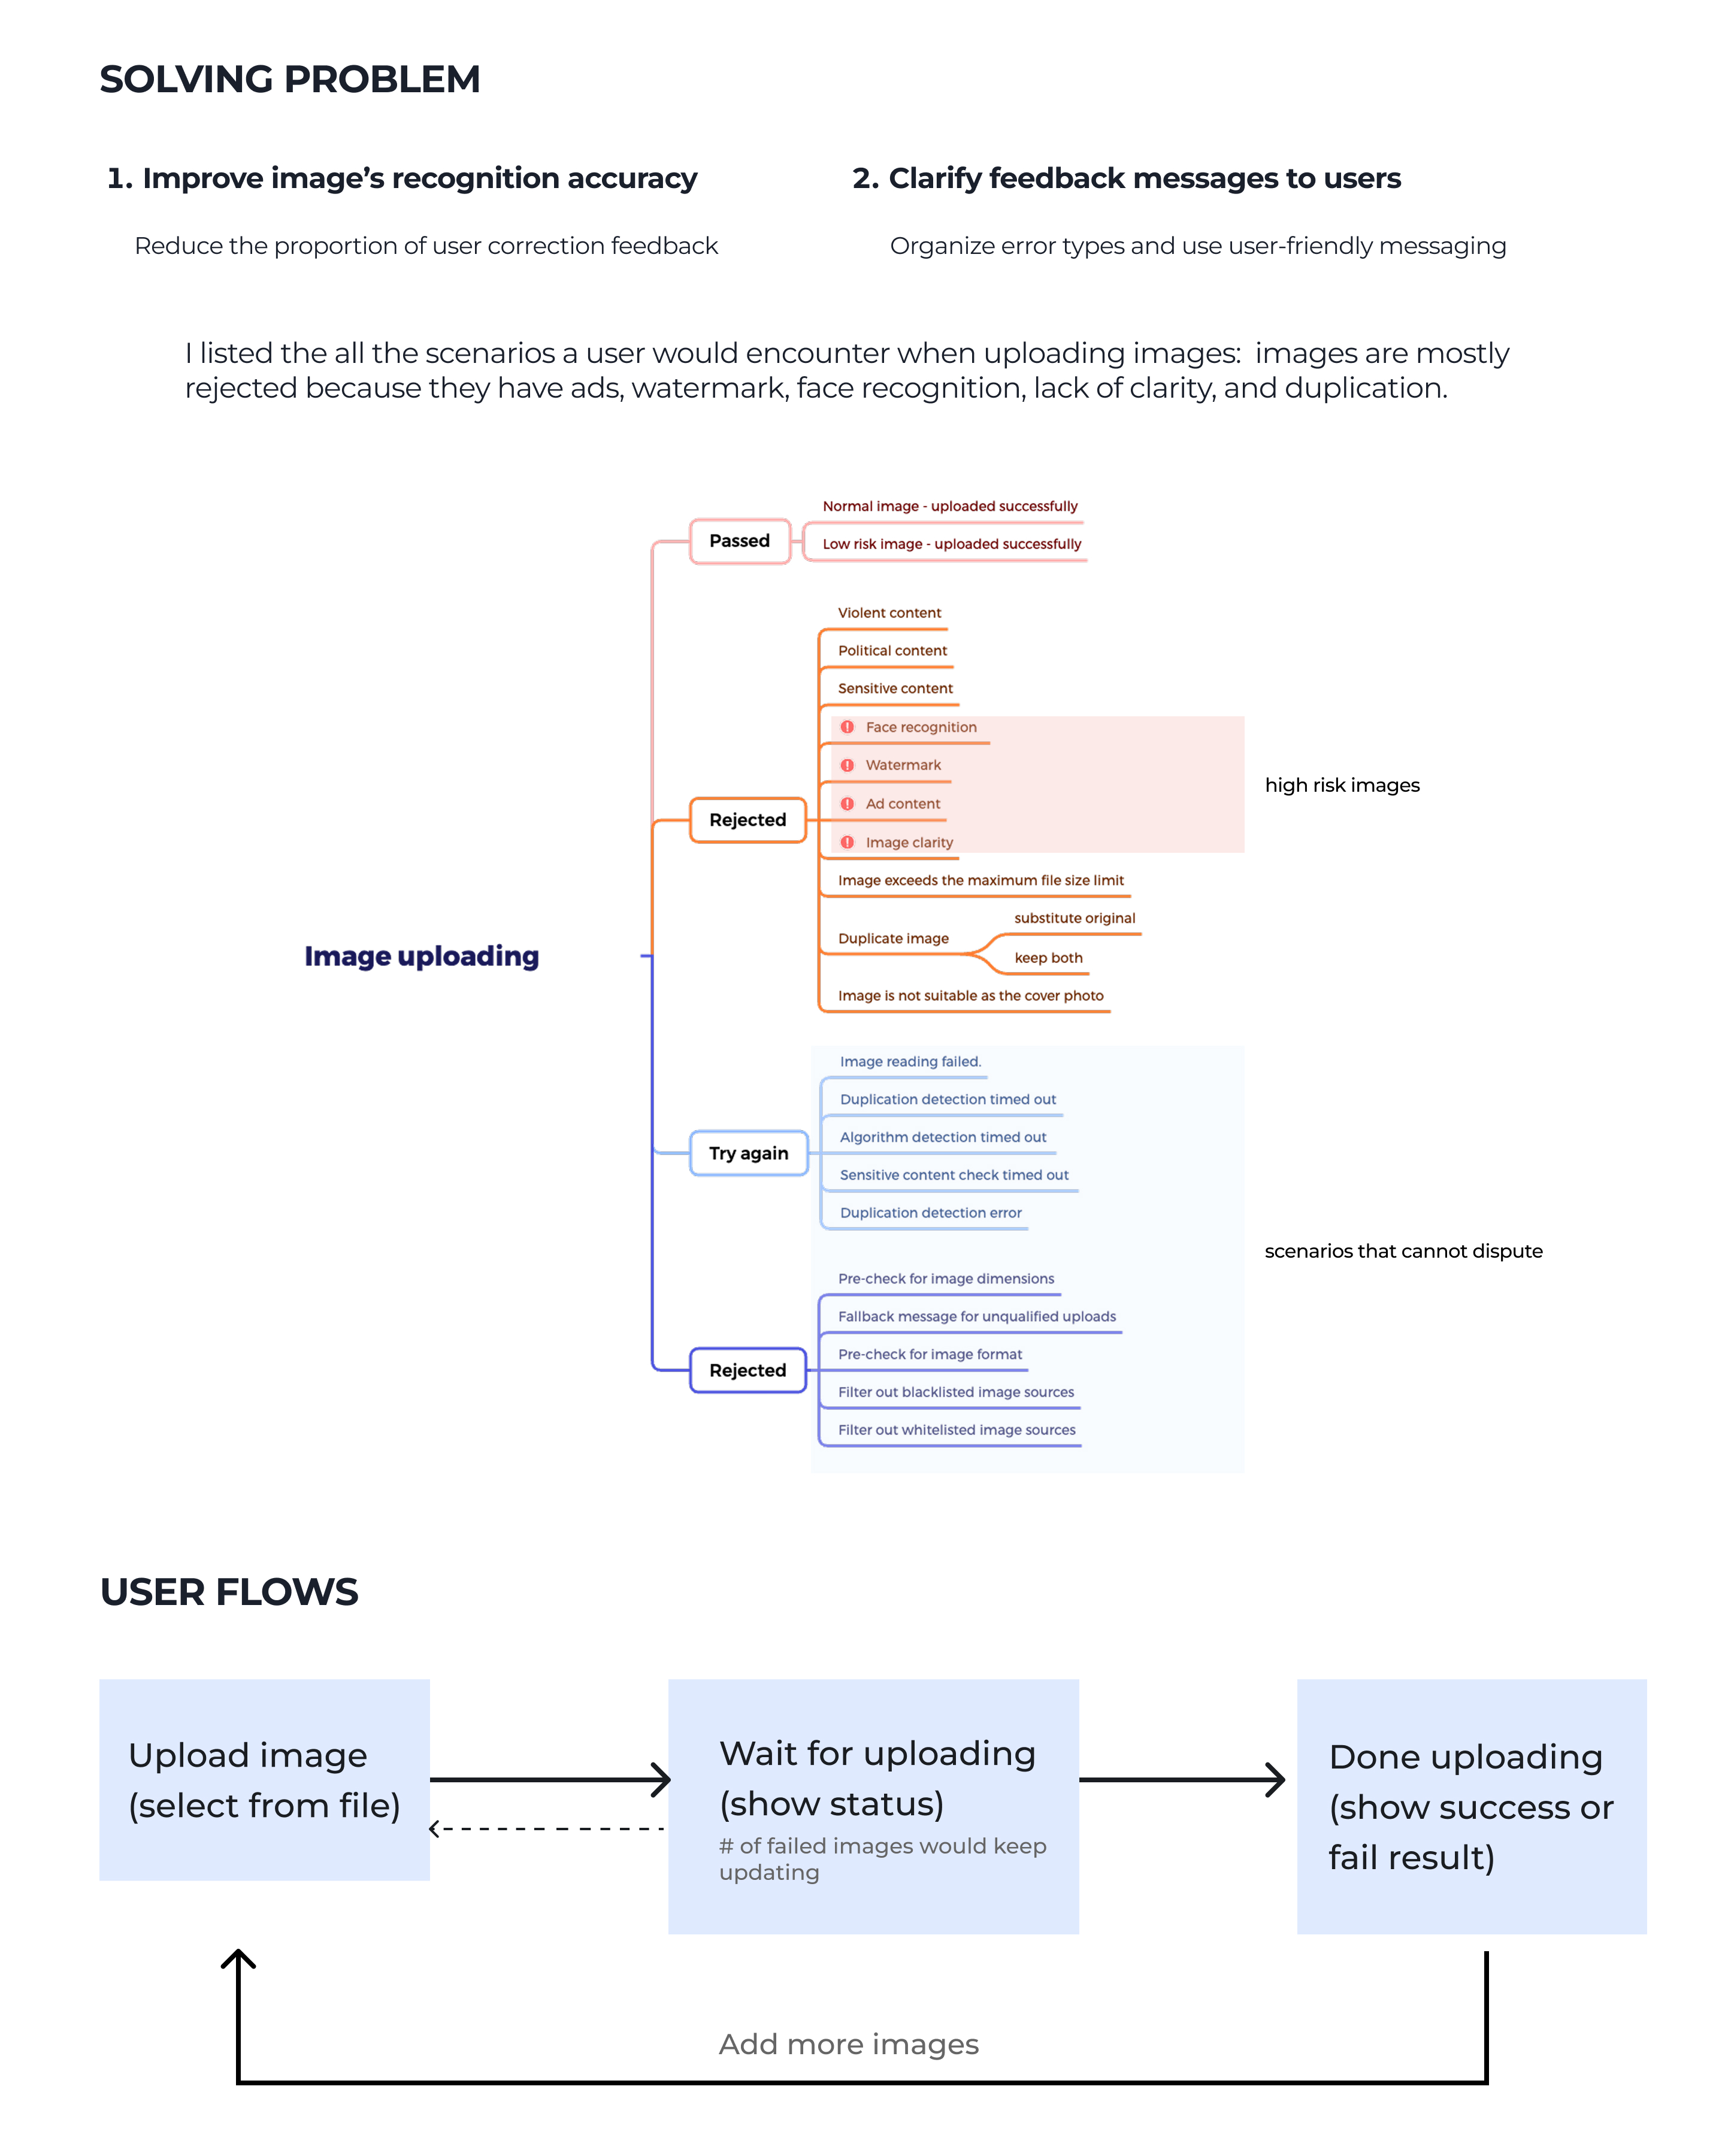 SOLVING PROBLEM
1. Improve image’s recognition accuracy
Reduce the proportion of user correction feedback
2. Clarify feedback messages to users
Organize error types and use user-friendly messaging
I listed the all the scenarios a user would encounter when uploading images:  images are mostly
rejected because they have ads, watermark, face recognition, lack of clarity, and duplication.
Image uploading
Passed
Normal image - uploaded successfully
Low risk image - uploaded successfully
Rejected
Violent content
Political content
Sensitive content
Face recognition
Watermark
Ad content
Image clarity
high risk images
Image exceeds the maximum file size limit
Duplicate image
substitute original
keep both
Image is not suitable as the cover photo
Try again
Image reading failed.
Duplication detection timed out
Algorithm detection timed out
Sensitive content check timed out
Duplication detection error
scenarios that cannot dispute
Rejected
Pre-check for image dimensions
Fallback message for unqualified uploads
Pre-check for image format
Filter out blacklisted image sources
Filter out whitelisted image sources
USER FLOWS
Upload image
(select from file)
Wait for uploading
(show status)
# of failed images would keep
updating
Done uploading
(show success or
fail result)
Add more images